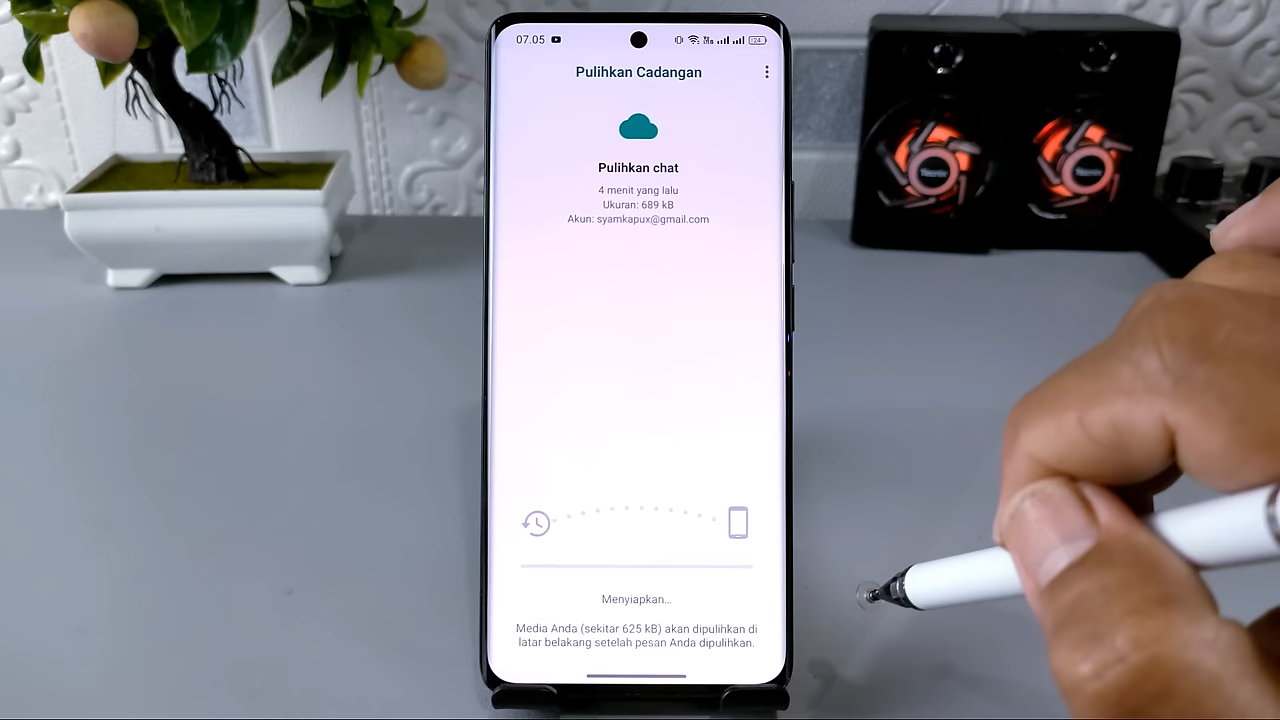 07.05
24
Pulihkan Cadangan
Pulihkan chat
4 menit yang lalu
Ukuran: 689 kB
Akun: syamkapux@gmail.com
Menyiapkan...
Media Anda (sekitar 625 kB) akan dipulihkan di
latar belakang setelah pesan Anda dipulihkan.